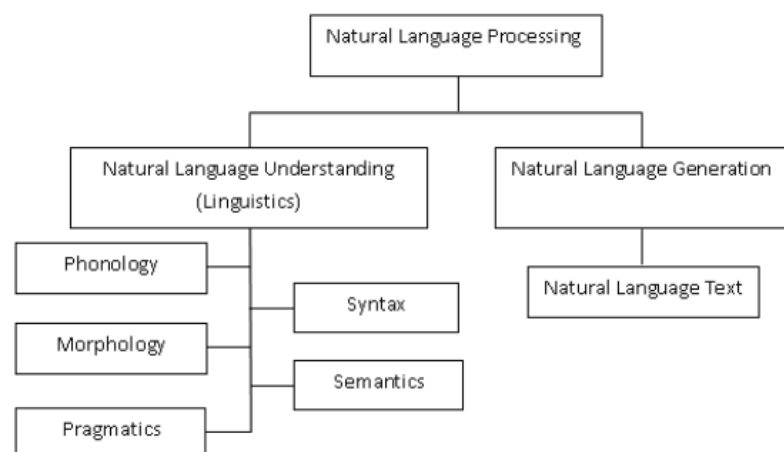 Natural Language Processing
Natural Language Understanding
(Linguistics)
Natural Language Generation
Phonology
Natural Language Text
Syntax
Morphology
Semantics
Pragmatics